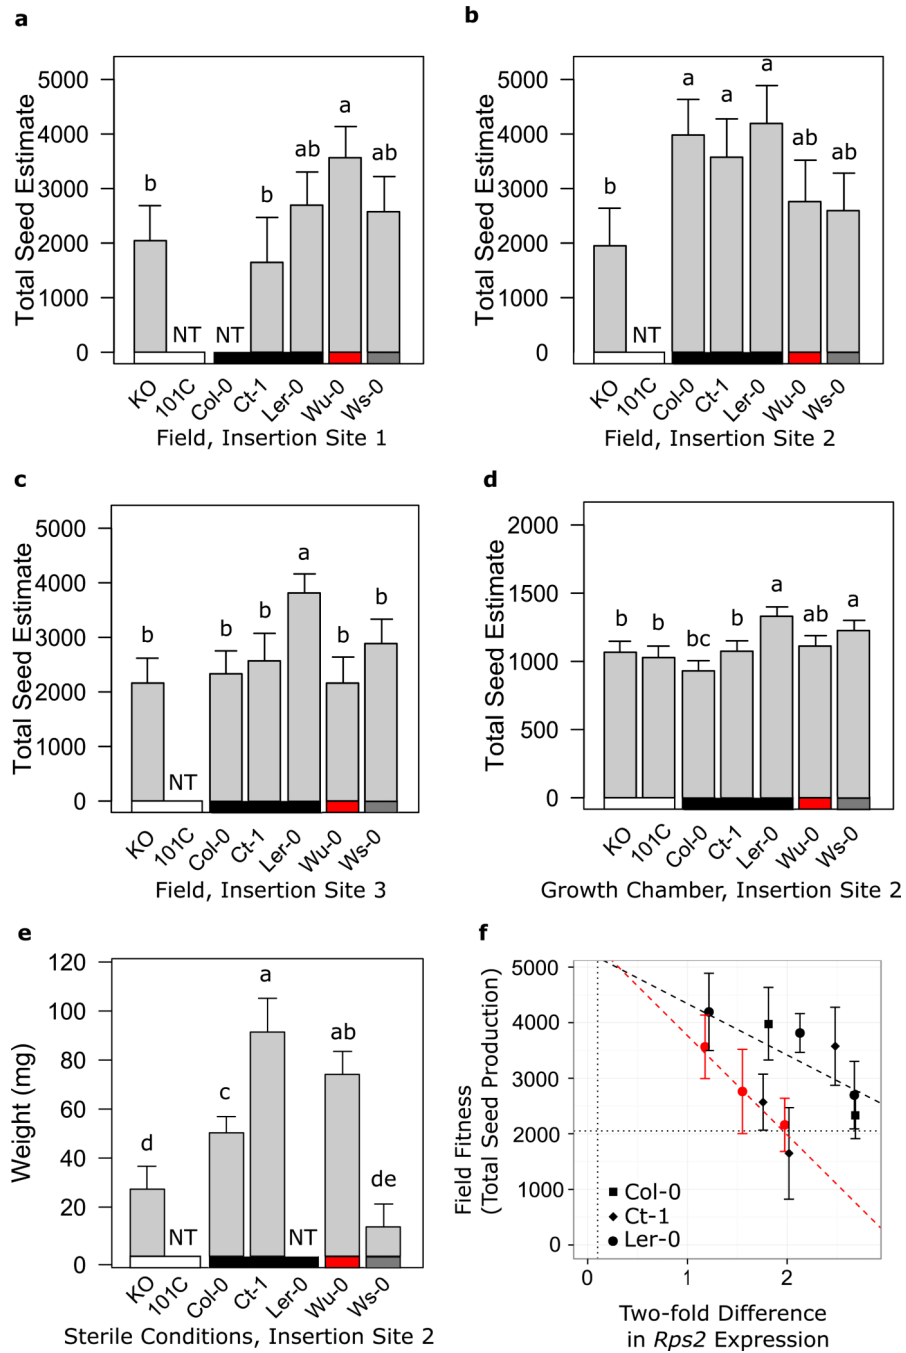 a
Total Seed Estimate
5000
4000
3000
2000
1000
0
b
NT
NT
b
ab
a
ab
KO
101C
Col-0
Ct-1
Ler-0
Wu-0
Ws-0
Field, Insertion Site 1
b
Total Seed Estimate
5000
4000
3000
2000
1000
0
b
NT
a
a
a
ab
ab
KO
101C
Col-0
Ct-1
Ler-0
Wu-0
Ws-0
Field, Insertion Site 2
c
Total Seed Estimate
5000
4000
3000
2000
1000
0
b
NT
b
b
a
b
b
KO
101C
Col-0
Ct-1
Ler-0
Wu-0
Ws-0
Field, Insertion Site 3
d
Total Seed Estimate
2000
1500
1000
500
0
b
b
bc
b
a
ab
a
KO
101C
Col-0
Ct-1
Ler-0
Wu-0
Ws-0
Growth Chamber, Insertion Site 2
e
Weight (mg)
120
100
80
60
40
20
0
d
NT
c
a
NT
ab
de
KO
101C
Col-0
Ct-1
Ler-0
Wu-0
Ws-0
Sterile Conditions, Insertion Site 2
f
Field Fitness
(Total Seed Production)
5000
4000
3000
2000
1000
0
Col-0
Ct-1
Ler-0
0
1
2
Two-fold Difference
in Rps2 Expression